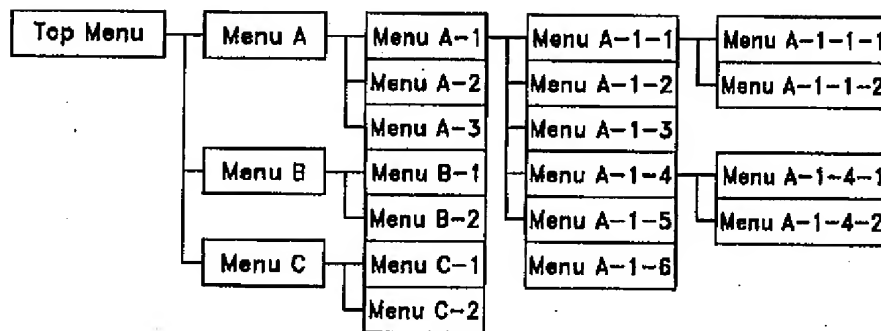 Top Menu
Menu A
Menu A-1
Menu A-1-1
Menu A-1-1-1
Menu A-2
Menu A-1-2
Menu A-1-1-2
Menu A-3
Menu A-1-3
Menu B
Menu B-1
Menu A-1-4
Menu A-1-4-1
Menu B-2
Menu A-1-5
Menu A-1-4-2
Menu C
Menu C-1
Menu A-1-6
Menu C-2